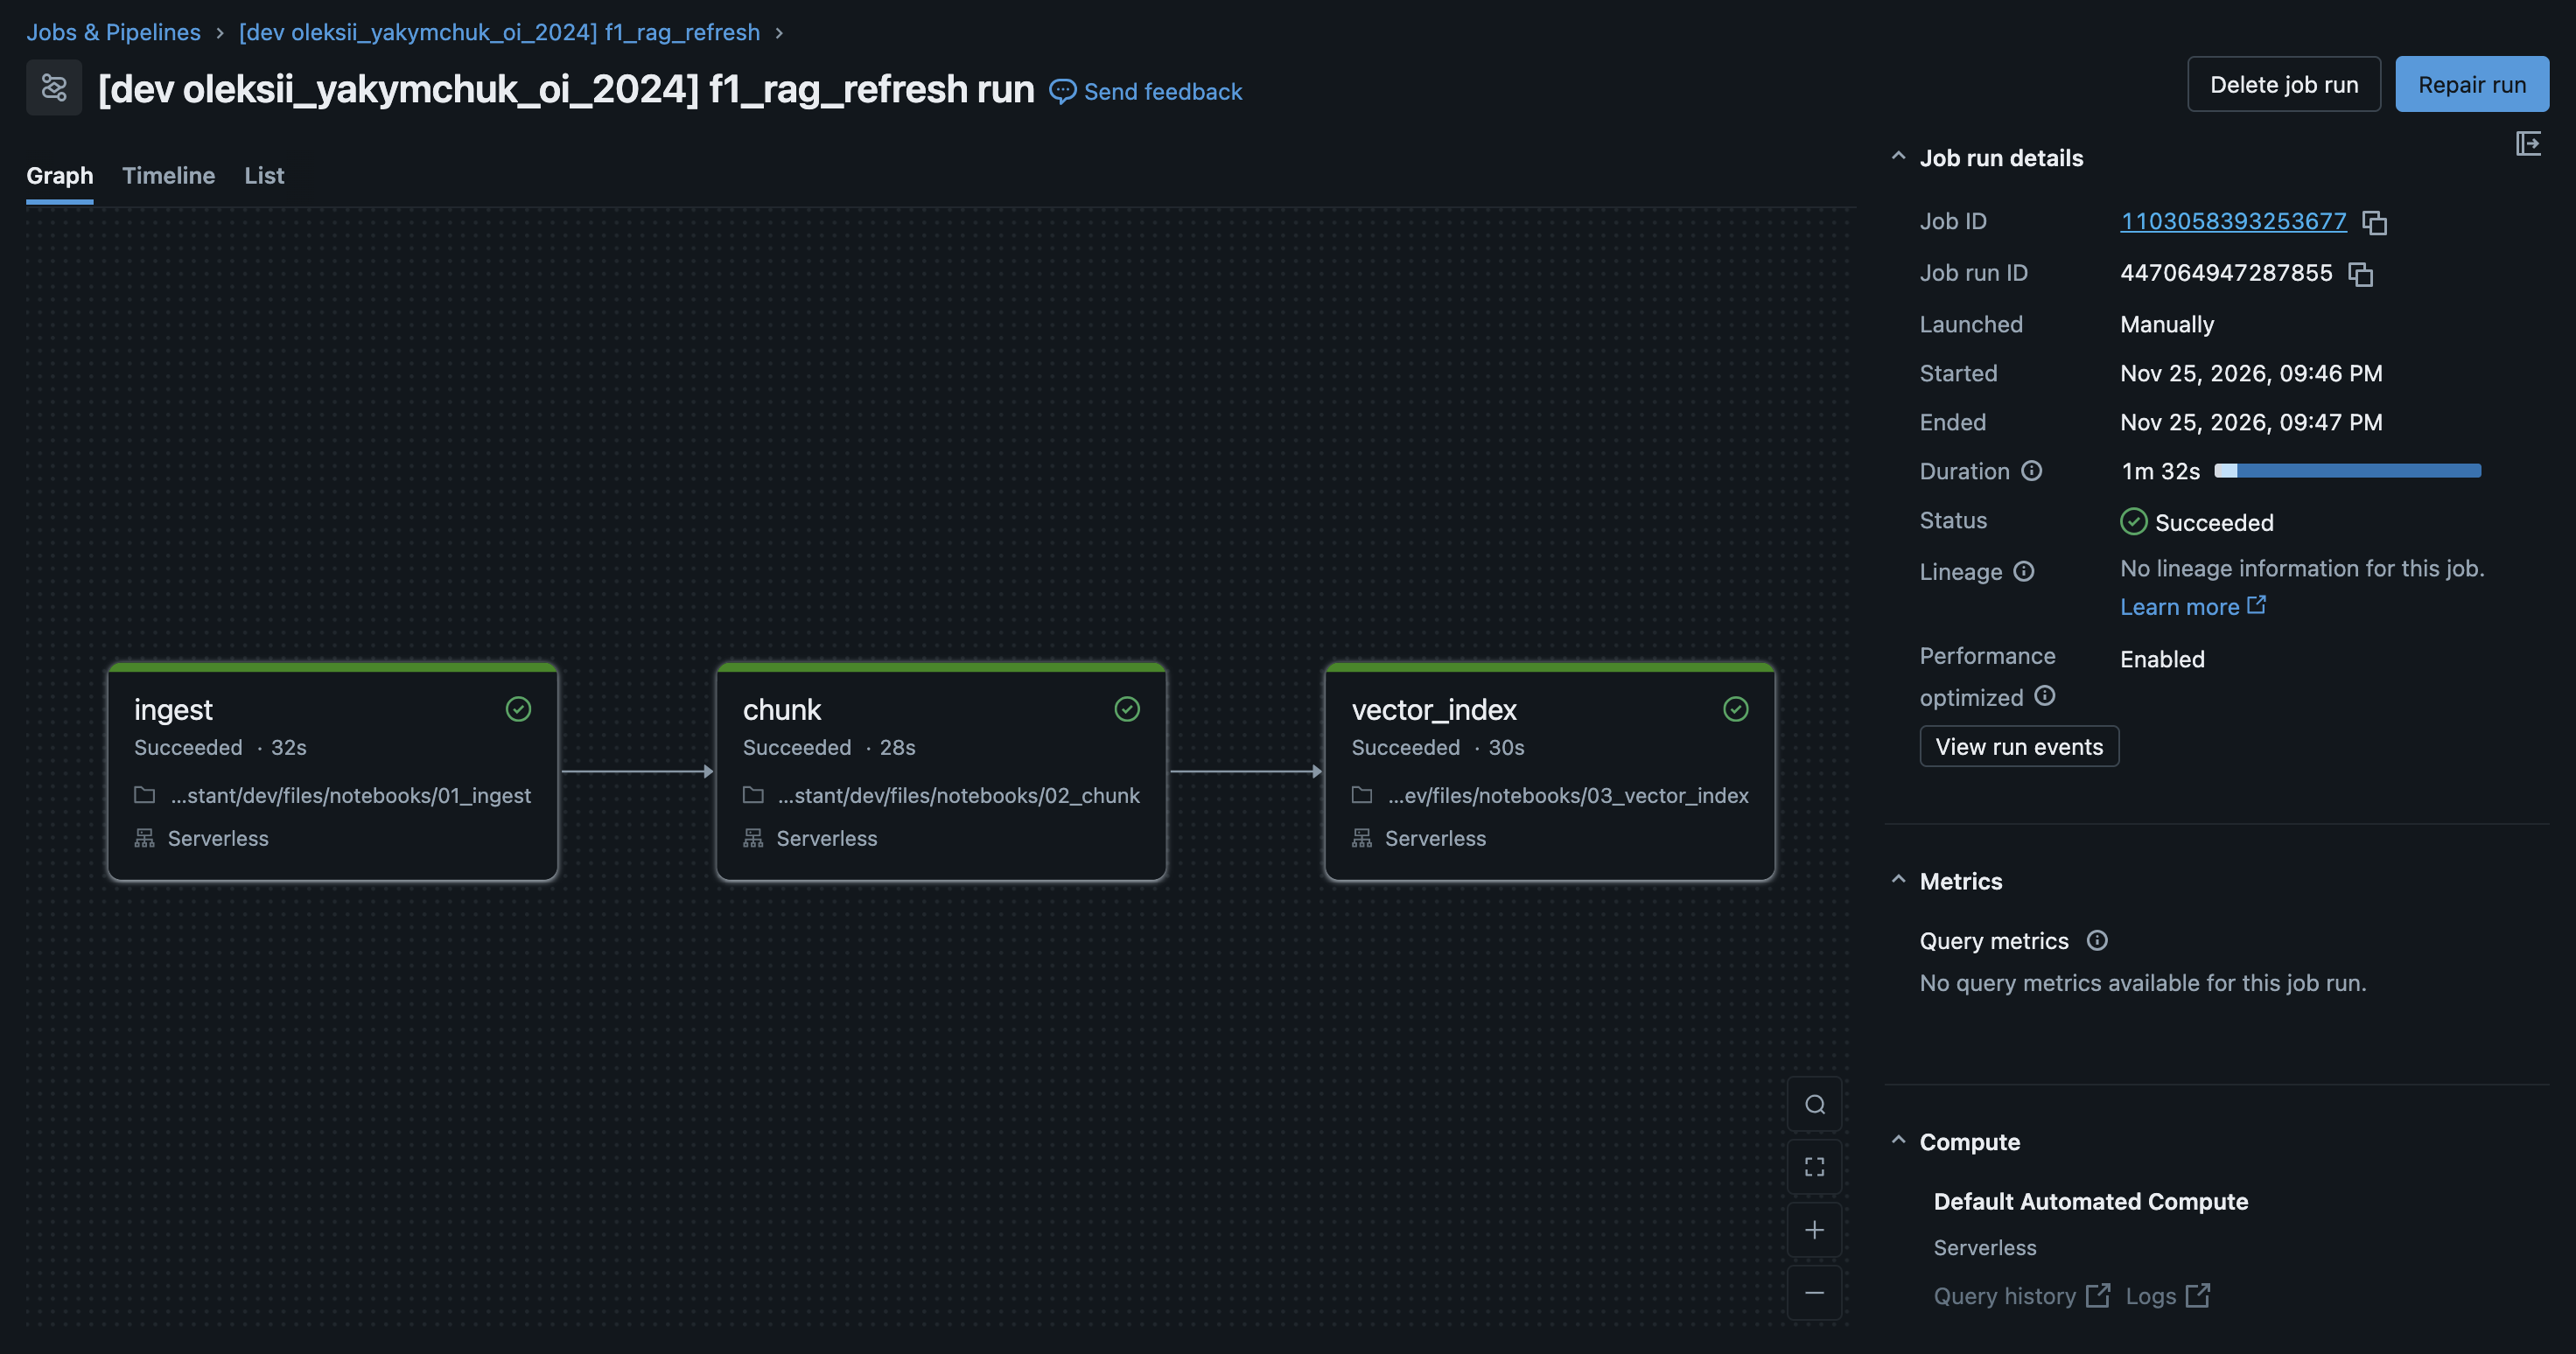 Jobs & Pipelines › [dev oleksii_yakymchuk_oi_2024] f1_rag_refresh ›
[dev oleksii_yakymchuk_oi_2024] f1_rag_refresh run Send feedback
Delete job run Repair run
Graph Timeline List
ingest
Succeeded · 32s
...stant/dev/files/notebooks/01_ingest
Serverless
chunk
Succeeded · 28s
...stant/dev/files/notebooks/02_chunk
Serverless
vector_index
Succeeded · 30s
...ev/files/notebooks/03_vector_index
Serverless
Job run details
Job ID 1103058393253677
Job run ID 447064947287855
Launched Manually
Started Nov 25, 2026, 09:46 PM
Ended Nov 25, 2026, 09:47 PM
Duration 1m 32s
Status Succeeded
Lineage No lineage information for this job.
Learn more
Performance optimized Enabled
View run events
Metrics
Query metrics
No query metrics available for this job run.
Compute
Default Automated Compute
Serverless
Query history Logs